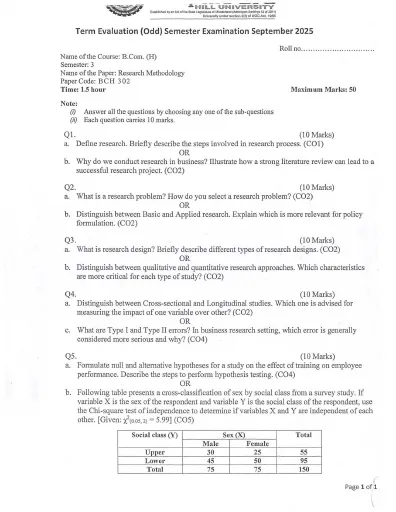 HILL UNIVERSITY
Term Evaluation (Odd) Semester Examination September 2025
Roll no..............................
Name of the Course: B.Com. (H)
Semester: 3
Name of the Paper: Research Methodology
Paper Code: BCH 302
Time: 1.5 hour Maximum Marks: 50
Note:
(i) Answer all the questions by choosing any one of the sub-questions
(ii) Each question carries 10 marks.
Q1. (10 Marks)
a. Define research. Briefly describe the steps involved in research process. (CO1)
OR
b. Why do we conduct research in business? Illustrate how a strong literature review can lead to a
successful research project. (CO2)
Q2. (10 Marks)
a. What is a research problem? How do you select a research problem? (CO2)
OR
b. Distinguish between Basic and Applied research. Explain which is more relevant for policy
formulation. (CO2)
Q3. (10 Marks)
a. What is research design? Briefly describe different types of research designs. (CO2)
OR
b. Distinguish between qualitative and quantitative research approaches. Which characteristics
are more critical for each type of study? (CO2)
Q4. (10 Marks)
a. Distinguish between Cross-sectional and Longitudinal studies. Which one is advised for
measuring the impact of one variable over other? (CO2)
OR
c. What are Type I and Type II errors? In business research setting, which error is generally
considered more serious and why? (CO4)
Q5. (10 Marks)
a. Formulate null and alternative hypotheses for a study on the effect of training on employee
performance. Describe the steps to perform hypothesis testing. (CO4)
OR
b. Following table presents a cross-classification of sex by social class from a survey study. If
variable X is the sex of the respondent and variable Y is the social class of the respondent, use
the Chi-square test of independence to determine if variables X and Y are independent of each
other. [Given: χ²(0.05, 2) = 5.99] (CO5)
Social class (Y) Sex (X) Total
Male Female
Upper 30 25 55
Lower 45 50 95
Total 75 75 150
Page 1 of 1